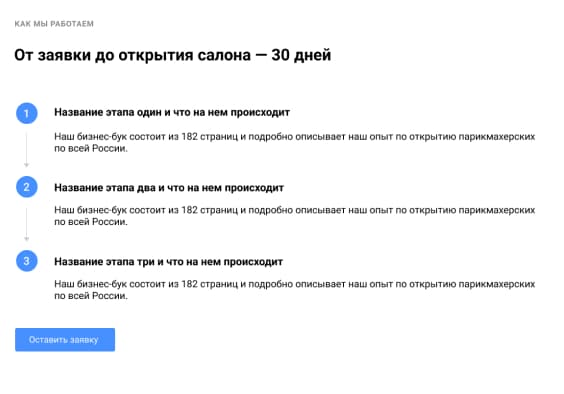 КАК МЫ РАБОТАЕМ
От заявки до открытия салона — 30 дней
1
Название этапа один и что на нем происходит
Наш бизнес-бук состоит из 182 страниц и подробно описывает наш опыт по открытию парикмахерских
по всей России.
2
Название этапа два и что на нем происходит
Наш бизнес-бук состоит из 182 страниц и подробно описывает наш опыт по открытию парикмахерских
по всей России.
3
Название этапа три и что на нем происходит
Наш бизнес-бук состоит из 182 страниц и подробно описывает наш опыт по открытию парикмахерских
по всей России.
Оставить заявку